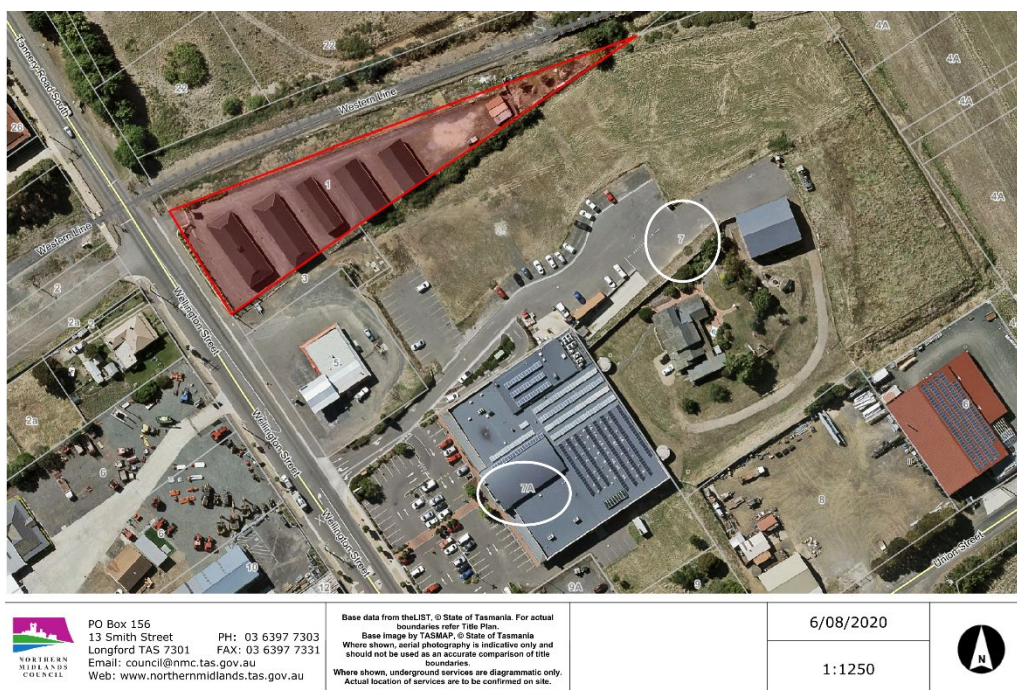 22
22
4A
4A
4A
4A
4A
Tannery Road South
Western Line
26
1
Western Line
7
3
2
2a
2
Wellington Street
5
2a
Wellington Street
6
6
7A
8
6
Wellington Street
10
12
9A
9
Union Street
NORTHERN
MIDLANDS
COUNCIL
PO Box 156
13 Smith Street PH: 03 6397 7303
Longford TAS 7301 FAX: 03 6397 7331
Email: council@nmc.tas.gov.au
Web: www.northernmidlands.tas.gov.au
Base data from theLIST, © State of Tasmania. For actual
boundaries refer Title Plan.
Base image by TASMAP, © State of Tasmania
Where shown, aerial photography is indicative only and
should not be used as an accurate comparison of title
boundaries.
Where shown, underground services are diagrammatic only.
Actual location of services are to be confirmed on site.
6/08/2020
1:1250
N